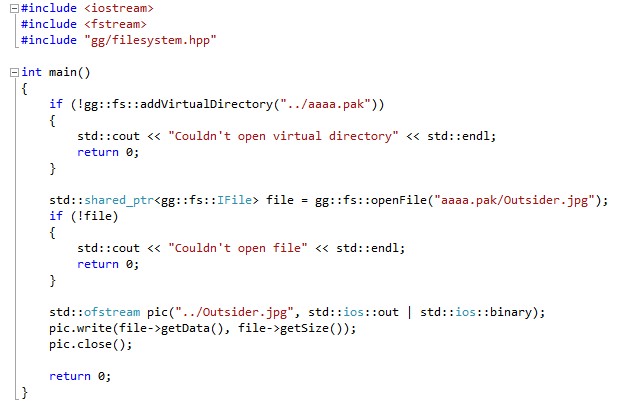 #include <iostream>
#include <fstream>
#include "gg/filesystem.hpp"
int main()
{
    if (!gg::fs::addVirtualDirectory("../aaaa.pak"))
    {
        std::cout << "Couldn't open virtual directory" << std::endl;
        return 0;
    }
    std::shared_ptr<gg::fs::IFile> file = gg::fs::openFile("aaaa.pak/Outsider.jpg");
    if (!file)
    {
        std::cout << "Couldn't open file" << std::endl;
        return 0;
    }
    std::ofstream pic("../Outsider.jpg", std::ios::out | std::ios::binary);
    pic.write(file->getData(), file->getSize());
    pic.close();
    return 0;
}